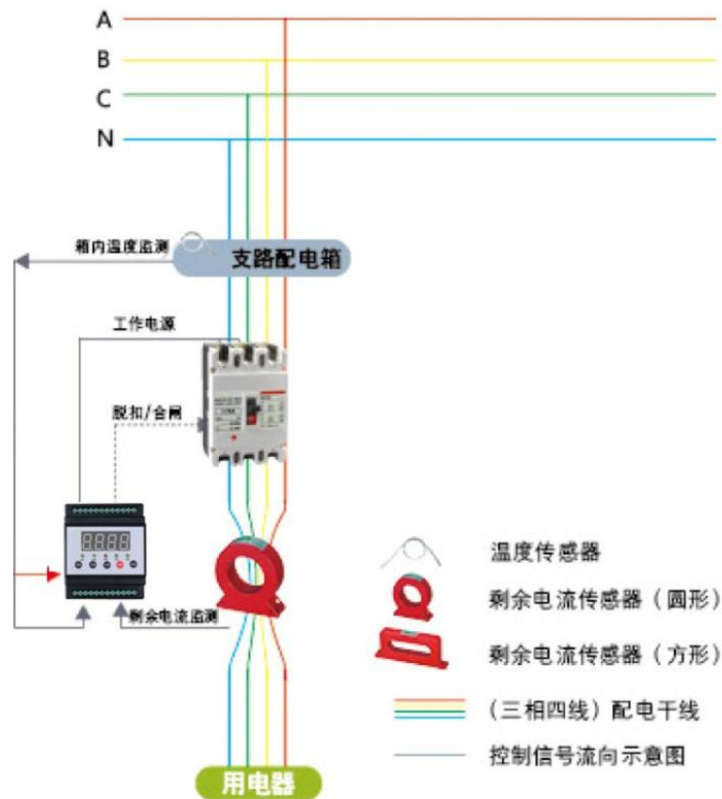 A
B
C
N
箱内温度监测
支路配电箱
工作电源
脱扣/合闸
8888
剩余电流监测
温度传感器
剩余电流传感器（圆形）
剩余电流传感器（方形）
（三相四线）配电干线
控制信号流向示意图
用电器